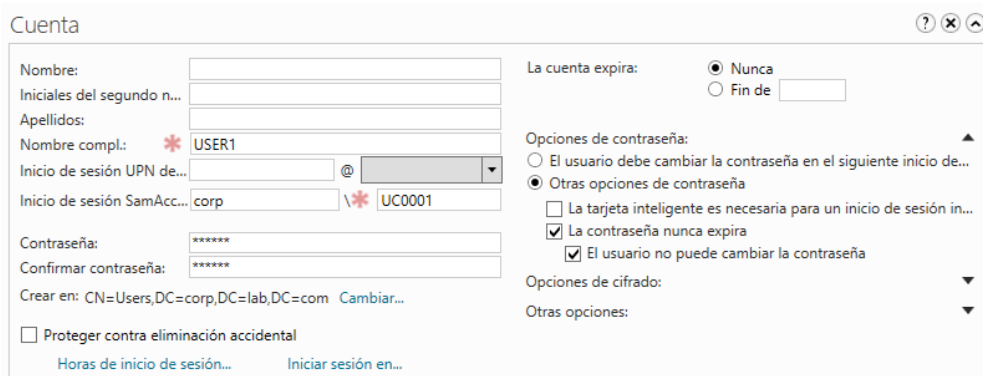 Cuenta
Nombre:
Iniciales del segundo n...
Apellidos:
Nombre compl.: * USER1
Inicio de sesión UPN de... @
Inicio de sesión SamAcc... corp \* UC0001
Contraseña: ******
Confirmar contraseña: ******
Crear en: CN=Users,DC=corp,DC=lab,DC=com Cambiar...
Proteger contra eliminación accidental
Horas de inicio de sesión... Iniciar sesión en...
La cuenta expira: Nunca
Fin de
Opciones de contraseña:
El usuario debe cambiar la contraseña en el siguiente inicio de...
Otras opciones de contraseña
La tarjeta inteligente es necesaria para un inicio de sesión in...
La contraseña nunca expira
El usuario no puede cambiar la contraseña
Opciones de cifrado:
Otras opciones: